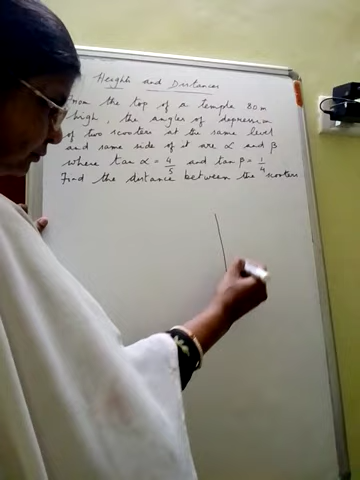 Heights and Distances
From the top of a temple 80m
high, the angles of depression
of two scooters at the same level
and same side of it are α and β
where tan α = 4/5 and tan β = 1/4
Find the distance between the scooters